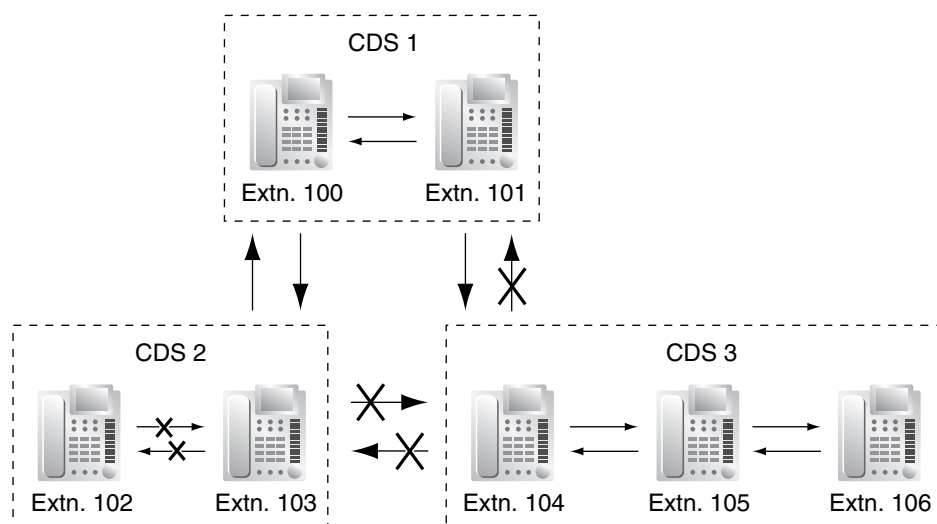 CDS 1
Extn. 100
Extn. 101
CDS 2
Extn. 102
Extn. 103
CDS 3
Extn. 104
Extn. 105
Extn. 106